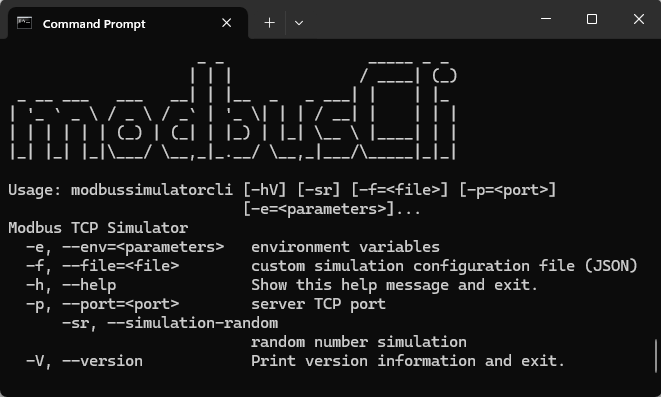 Command Prompt
modbusCli
Usage: modbussimulatorcli [-hV] [-sr] [-f=<file>] [-p=<port>]
[-e=<parameters>]...
Modbus TCP Simulator
-e, --env=<parameters> environment variables
-f, --file=<file> custom simulation configuration file (JSON)
-h, --help Show this help message and exit.
-p, --port=<port> server TCP port
-sr, --simulation-random
random number simulation
-V, --version Print version information and exit.